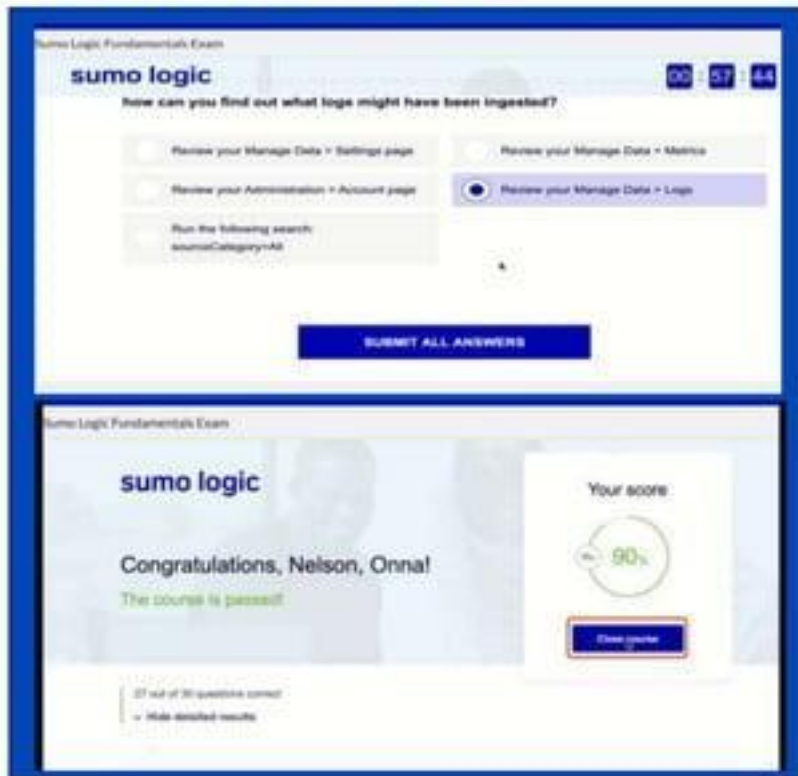 Sumo Logic Fundamentals Exam
sumo logic
00 : 57 : 44
how can you find out what logs might have been ingested?
Review your Manage Data > Settings page
Review your Manage Data > Metrics
Review your Administration > Account page
Review your Manage Data > Logs
Run the following search:
sourceCategory=All
SUBMIT ALL ANSWERS
Sumo Logic Fundamentals Exam
sumo logic
Your score
90%
Congratulations, Nelson, Onna!
The course is passed!
Close course
27 out of 30 questions correct
Hide detailed results